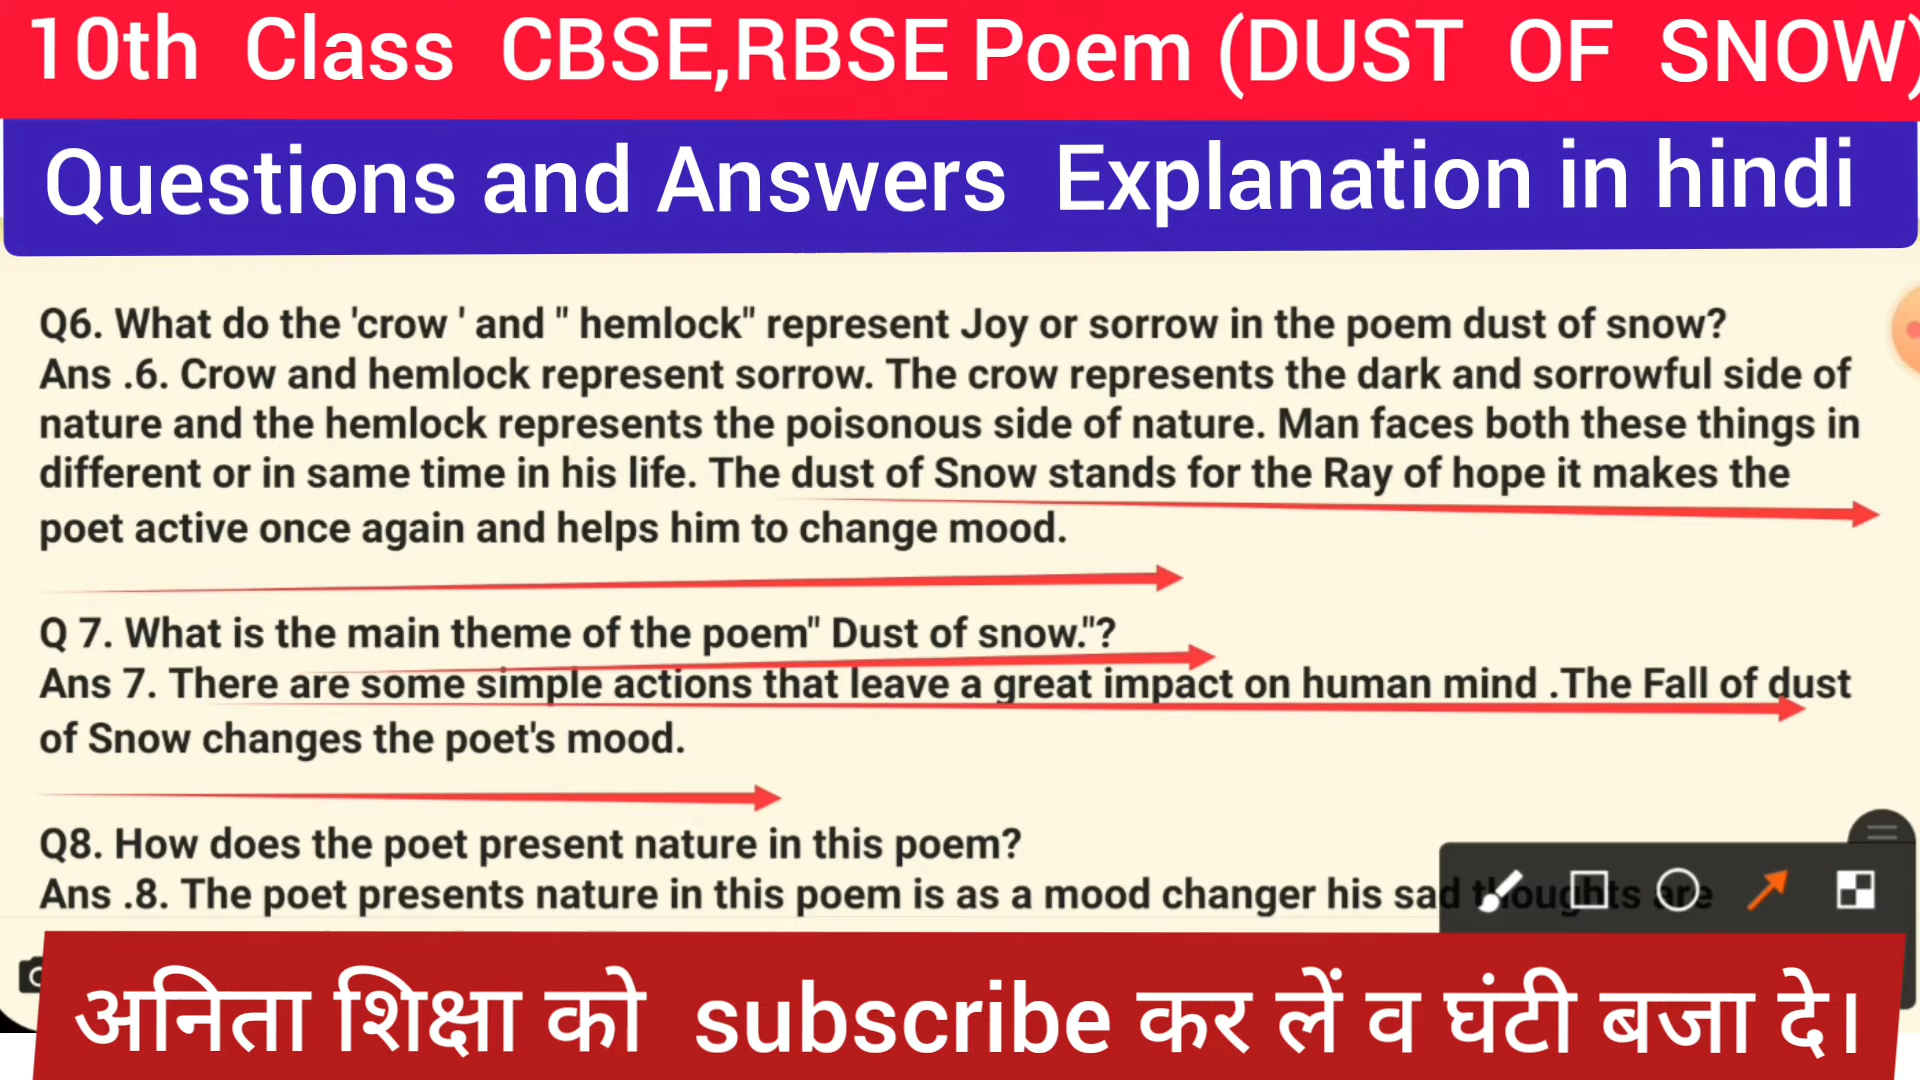 10th Class CBSE,RBSE Poem (DUST OF SNOW)
Questions and Answers Explanation in hindi
Q6. What do the 'crow ' and " hemlock" represent Joy or sorrow in the poem dust of snow?
Ans .6. Crow and hemlock represent sorrow. The crow represents the dark and sorrowful side of
nature and the hemlock represents the poisonous side of nature. Man faces both these things in
different or in same time in his life. The dust of Snow stands for the Ray of hope it makes the
poet active once again and helps him to change mood.
Q 7. What is the main theme of the poem" Dust of snow."?
Ans 7. There are some simple actions that leave a great impact on human mind .The Fall of dust
of Snow changes the poet's mood.
Q8. How does the poet present nature in this poem?
Ans .8. The poet presents nature in this poem is as a mood changer his sad thoughts are
अनिता शिक्षा को subscribe कर लें व घंटी बजा दे।